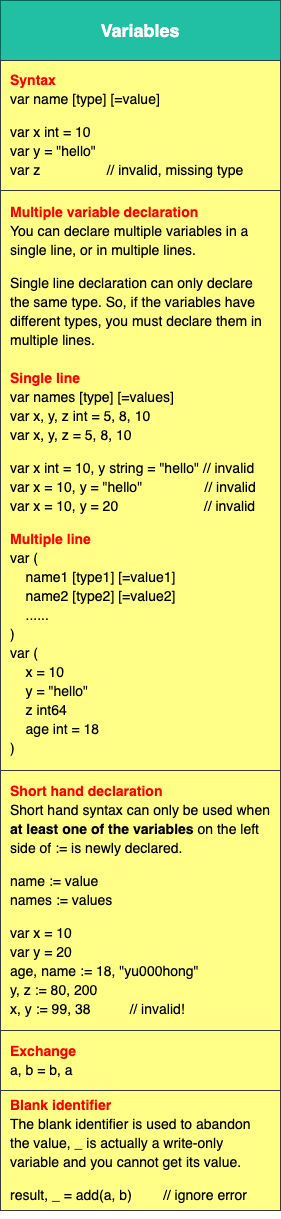 Variables
Syntax
var name [type] [=value]
var x int = 10
var y = "hello"
var z // invalid, missing type
Multiple variable declaration
You can declare multiple variables in a
single line, or in multiple lines.
Single line declaration can only declare
the same type. So, if the variables have
different types, you must declare them in
multiple lines.
Single line
var names [type] [=values]
var x, y, z int = 5, 8, 10
var x, y, z = 5, 8, 10
var x int = 10, y string = "hello" // invalid
var x = 10, y = "hello" // invalid
var x = 10, y = 20 // invalid
Multiple line
var (
name1 [type1] [=value1]
name2 [type2] [=value2]
......
)
var (
x = 10
y = "hello"
z int64
age int = 18
)
Short hand declaration
Short hand syntax can only be used when
at least one of the variables on the left
side of := is newly declared.
name := value
names := values
var x = 10
var y = 20
age, name := 18, "yu000hong"
y, z := 80, 200
x, y := 99, 38 // invalid!
Exchange
a, b = b, a
Blank identifier
The blank identifier is used to abandon
the value, _ is actually a write-only
variable and you cannot get its value.
result, _ = add(a, b) // ignore error